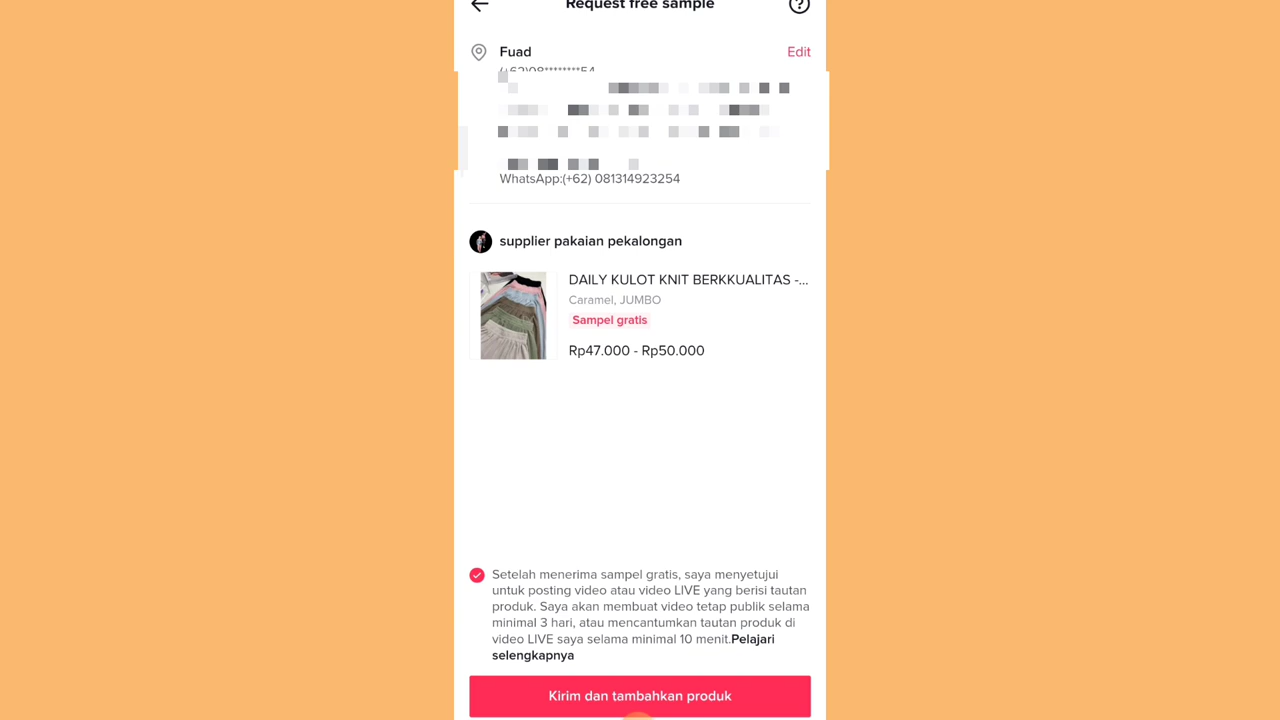 Request free sample
Fuad
Edit
(+62)08********54
WhatsApp:(+62) 081314923254
supplier pakaian pekalongan
DAILY KULOT KNIT BERKKUALITAS -...
Caramel, JUMBO
Sampel gratis
Rp47.000 - Rp50.000
Setelah menerima sampel gratis, saya menyetujui
untuk posting video atau video LIVE yang berisi tautan
produk. Saya akan membuat video tetap publik selama
minimal 3 hari, atau mencantumkan tautan produk di
video LIVE saya selama minimal 10 menit.Pelajari
selengkapnya
Kirim dan tambahkan produk